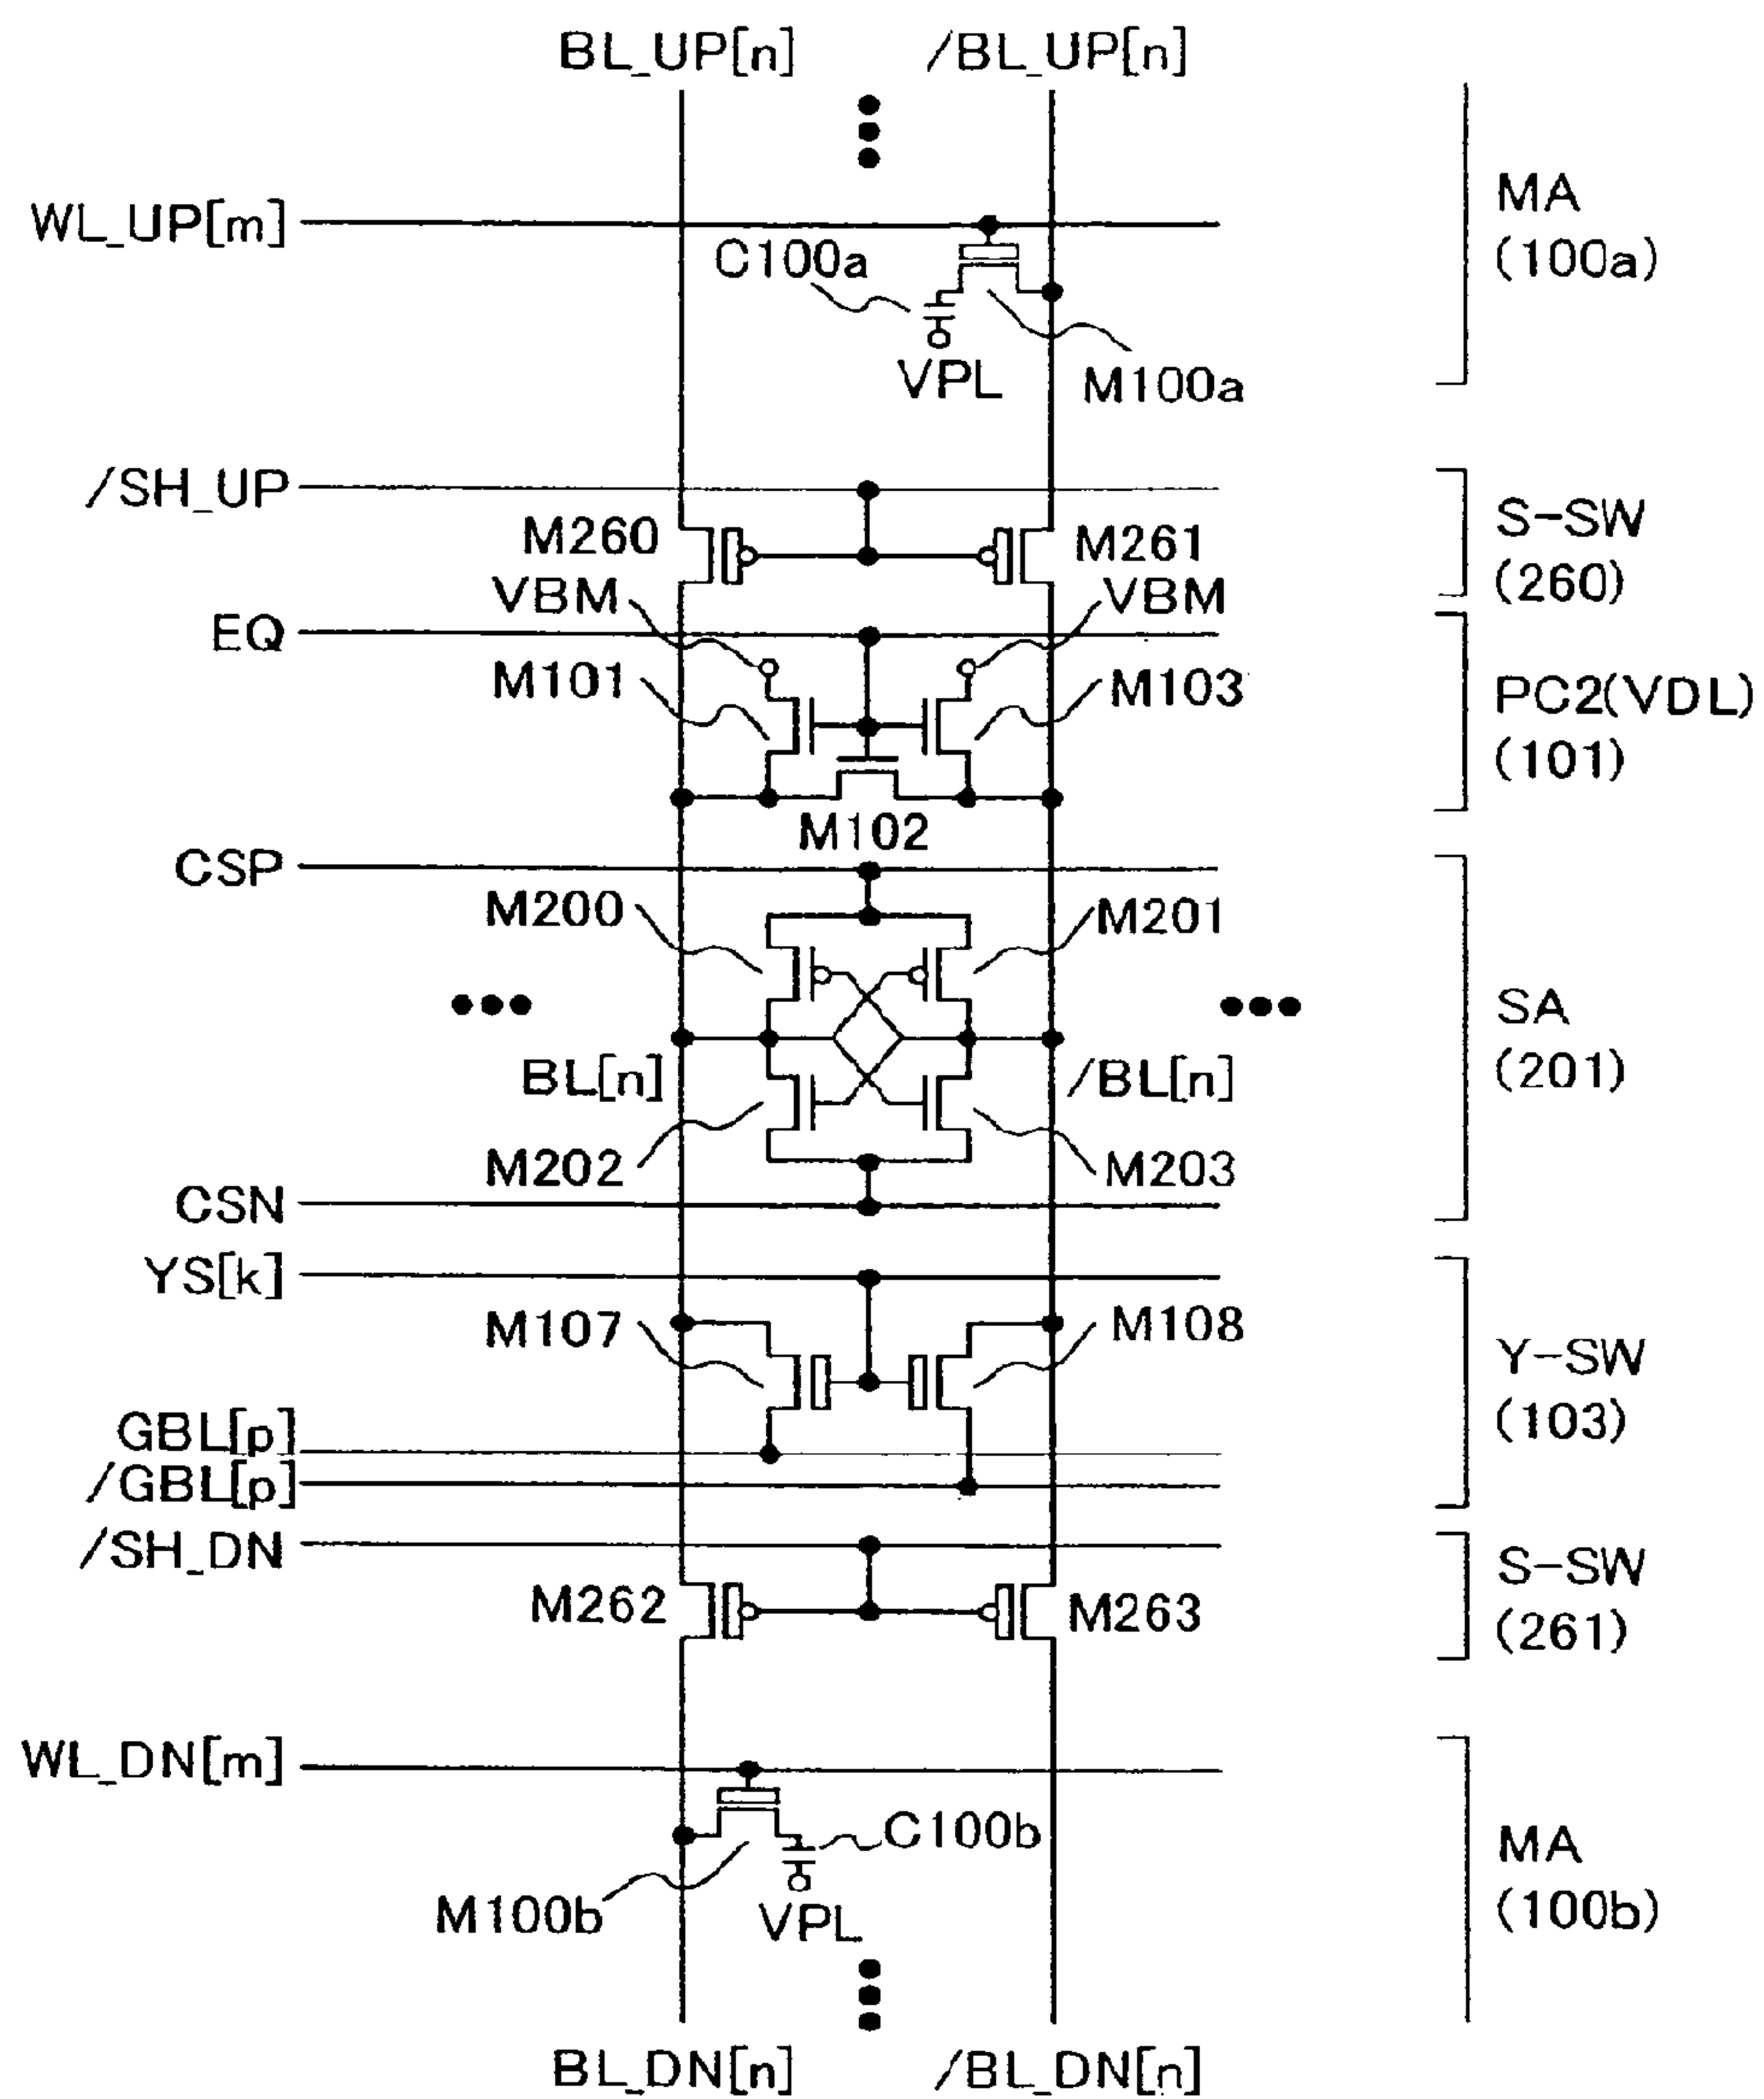 BL_UP[n] /BL_UP[n]
WL_UP[m]
C100a
MA
(100a)
VPL
M100a
/SH_UP
M260
M261
S-SW
(260)
VBM
VBM
EQ
M101
M103
PC2(VDL)
(101)
M102
CSP
M200
M201
SA
(201)
BL[n]
/BL[n]
M202
M203
CSN
YS[k]
M107
M108
Y-SW
(103)
GBL[p]
/GBL[p]
/SH_DN
M262
M263
S-SW
(261)
WL_DN[m]
C100b
MA
(100b)
M100b
VPL
BL_DN[n] /BL_DN[n]